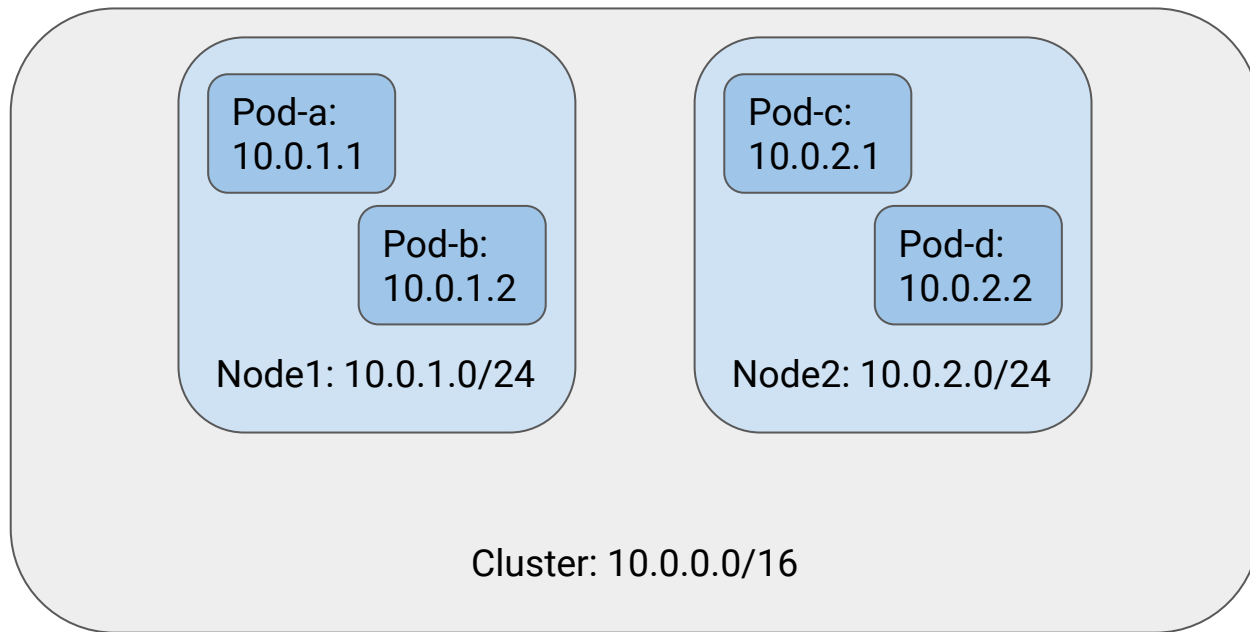 Pod-a:
10.0.1.1
Pod-b:
10.0.1.2
Node1: 10.0.1.0/24
Pod-c:
10.0.2.1
Pod-d:
10.0.2.2
Node2: 10.0.2.0/24
Cluster: 10.0.0.0/16